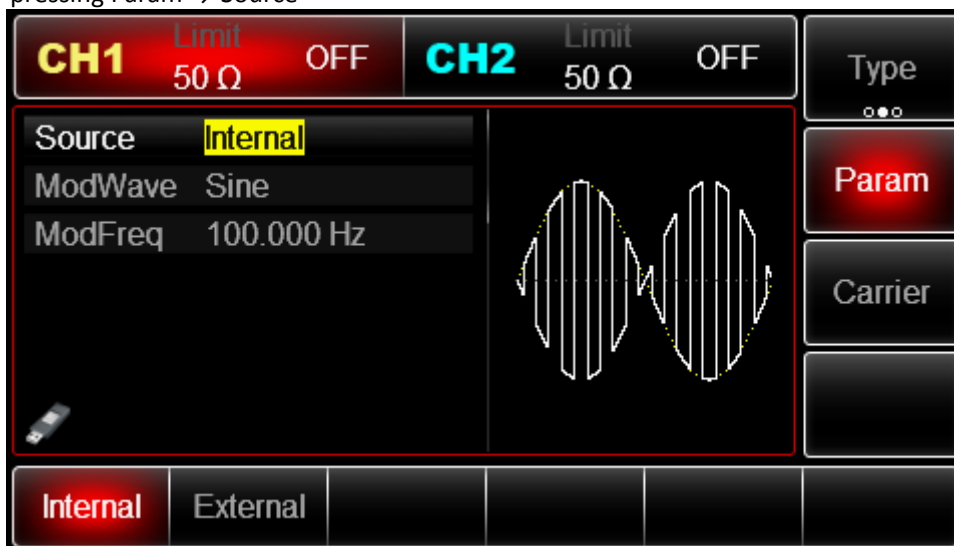 pressing Param → Source
CH1 Limit 50 Ω OFF CH2 Limit 50 Ω OFF Type
Source Internal
ModWave Sine
ModFreq 100.000 Hz
Param
Carrier
Internal External